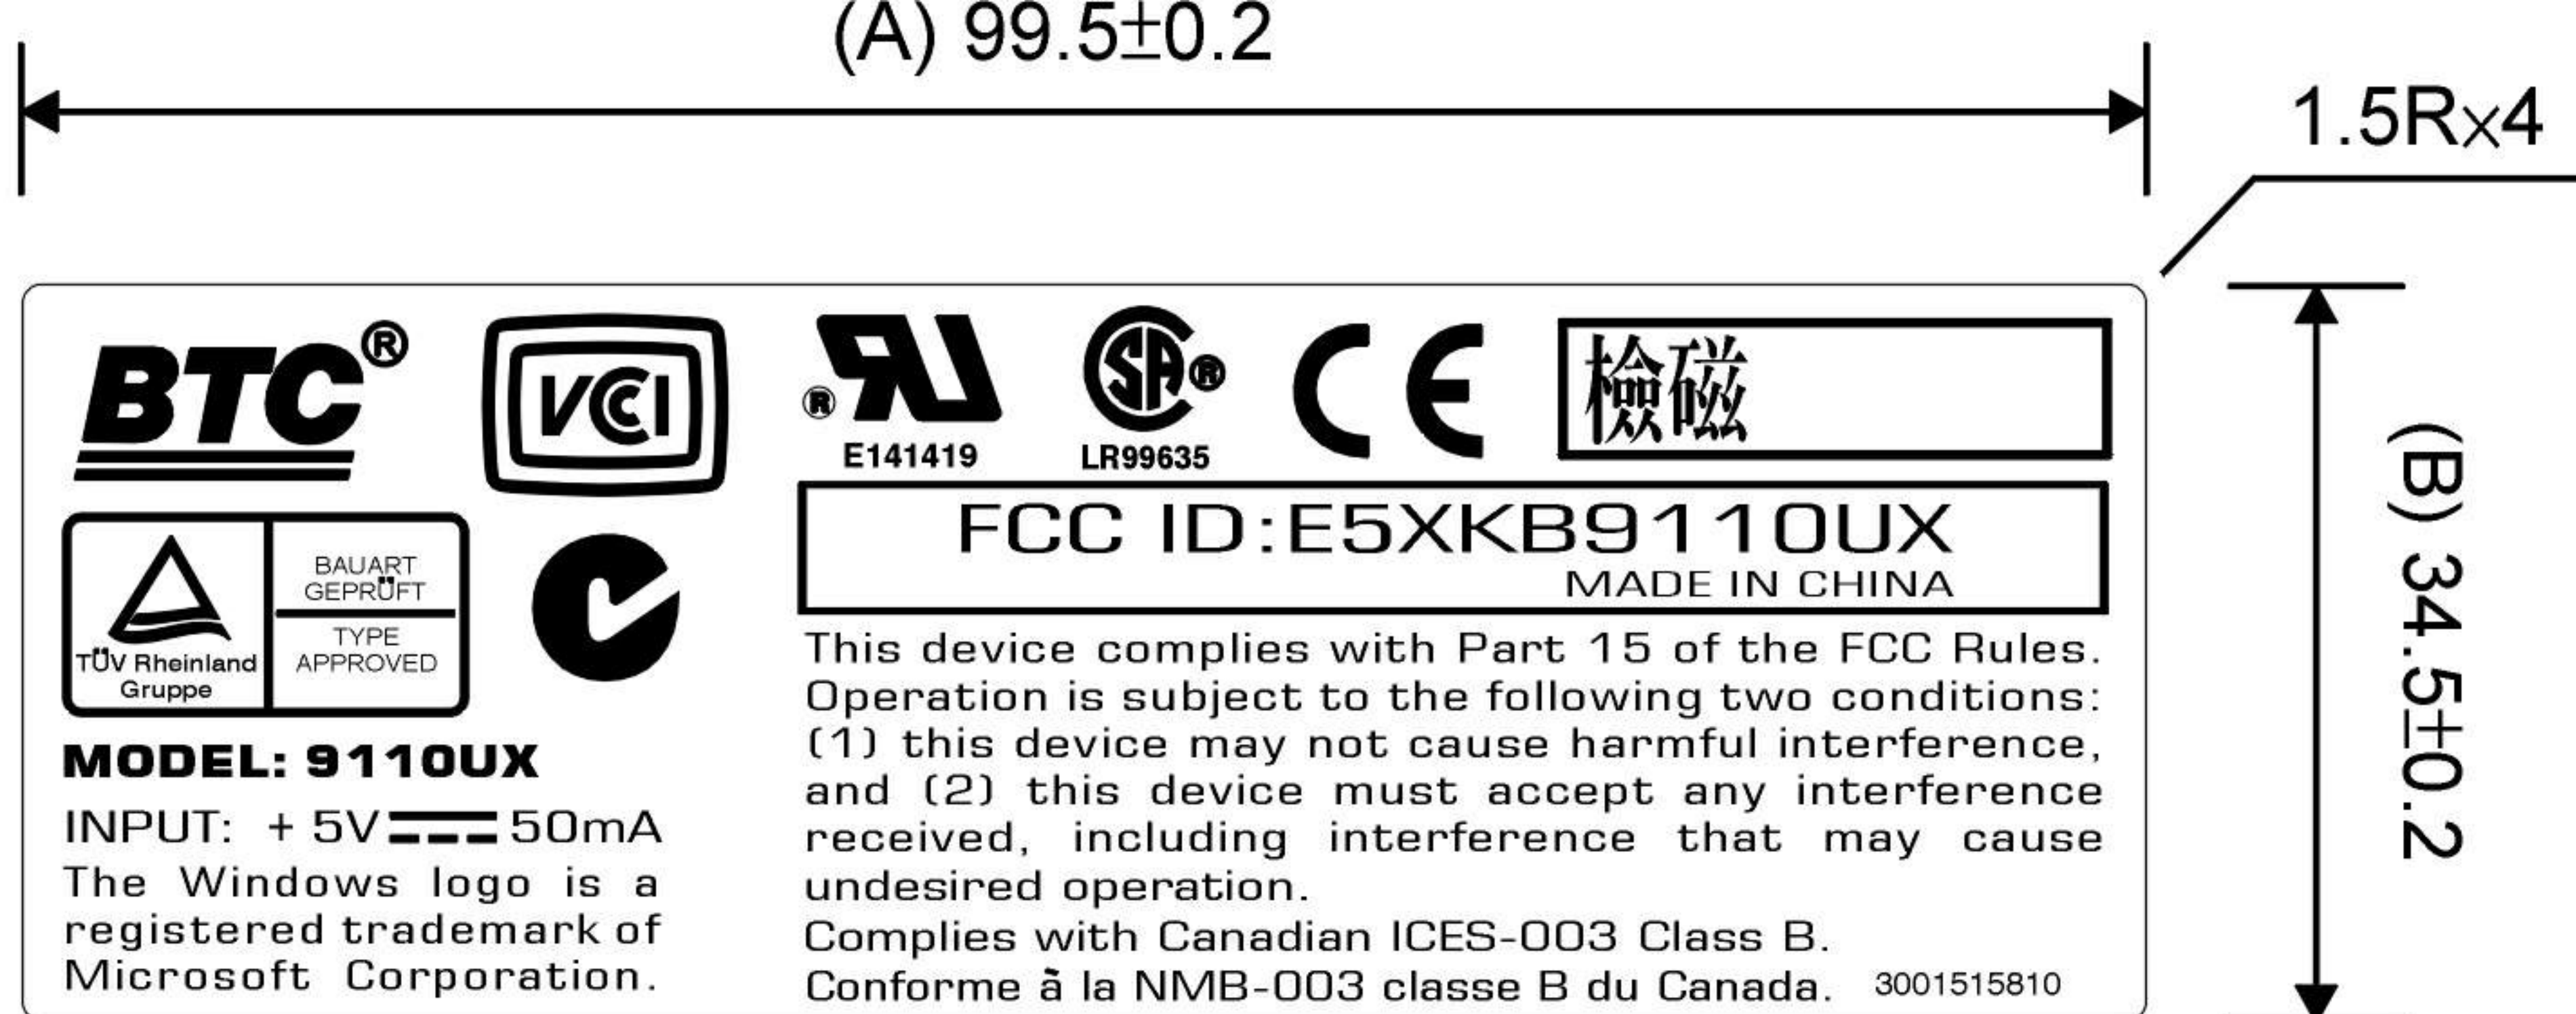 (A) 99.5±0.2
1.5R×4
(B) 34.5±0.2
BTC®
VCCI
®
E141419
SA®
LR99635
CE
檢磁
TÜV Rheinland
Gruppe
BAUART
GEPRÜFT
TYPE
APPROVED
MODEL: 9110UX
INPUT: + 5V⎓50mA
The Windows logo is a
registered trademark of
Microsoft Corporation.
FCC ID:E5XKB9110UX
MADE IN CHINA
This device complies with Part 15 of the FCC Rules.
Operation is subject to the following two conditions:
(1) this device may not cause harmful interference,
and (2) this device must accept any interference
received, including interference that may cause
undesired operation.
Complies with Canadian ICES-003 Class B.
Conforme à la NMB-003 classe B du Canada. 3001515810